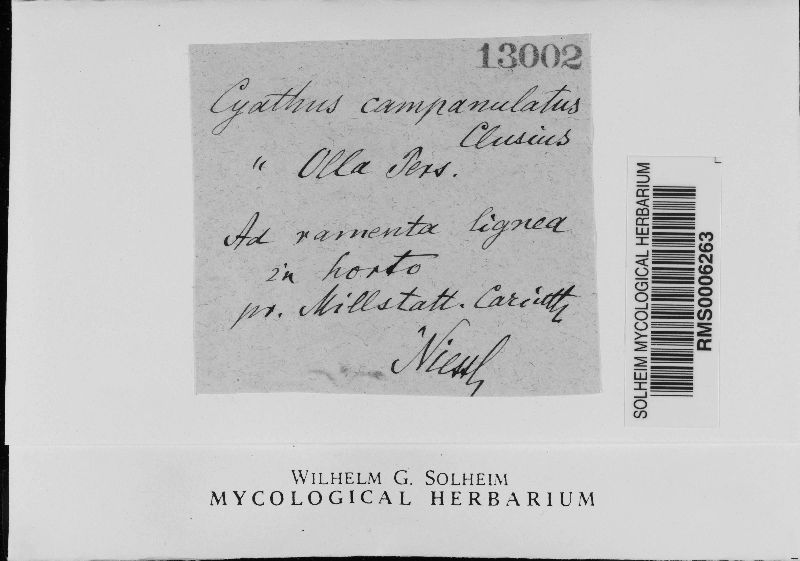 13002
Cyathus campanulatus
Clusius
" Olla Pers.
Ad ramenta lignea
in horto
pr. Millstatt. Carinth
Niessl
SOLHEIM MYCOLOGICAL HERBARIUM
RMS0006263
WILHELM G. SOLHEIM
MYCOLOGICAL HERBARIUM